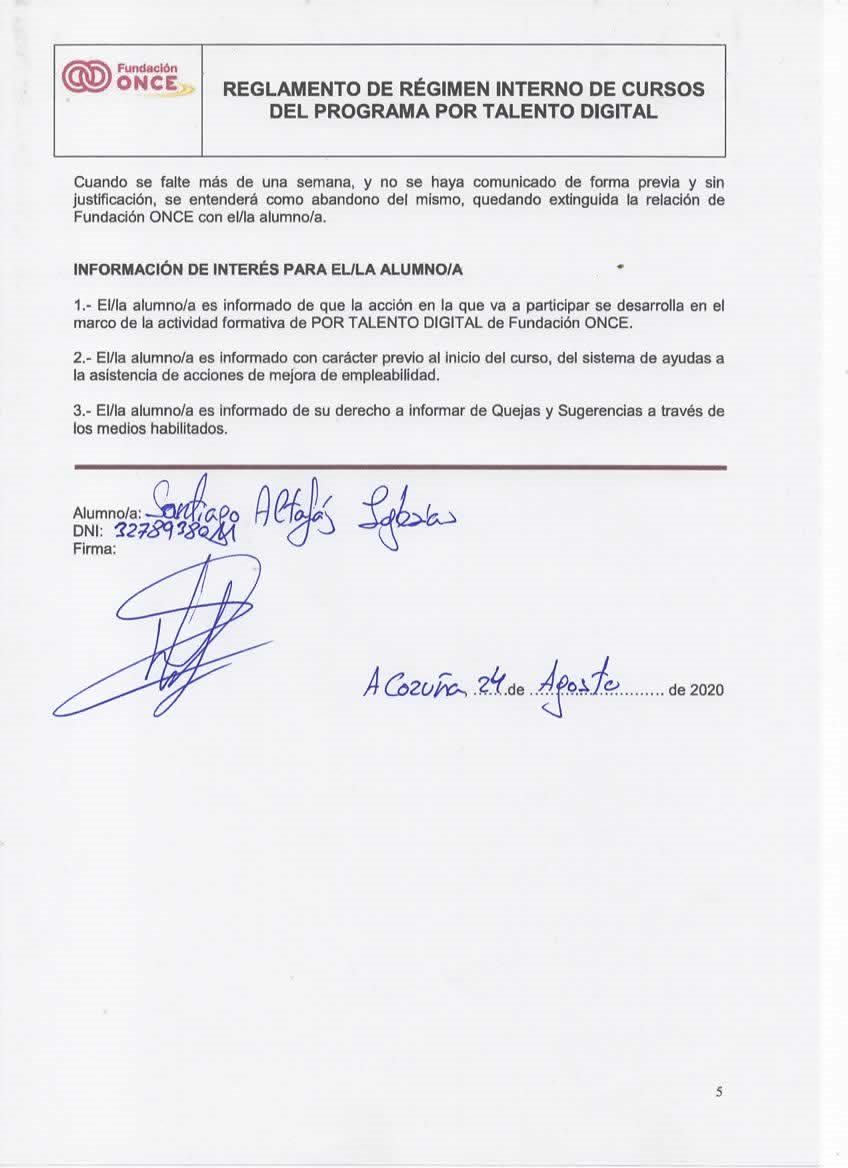 Fundación
ONCE
REGLAMENTO DE RÉGIMEN INTERNO DE CURSOS
DEL PROGRAMA POR TALENTO DIGITAL
Cuando se falte más de una semana, y no se haya comunicado de forma previa y sin
justificación, se entenderá como abandono del mismo, quedando extinguida la relación de
Fundación ONCE con el/la alumno/a.
INFORMACIÓN DE INTERÉS PARA EL/LA ALUMNO/A
1.- El/la alumno/a es informado de que la acción en la que va a participar se desarrolla en el
marco de la actividad formativa de POR TALENTO DIGITAL de Fundación ONCE.
2.- El/la alumno/a es informado con carácter previo al inicio del curso, del sistema de ayudas a
la asistencia de acciones de mejora de empleabilidad.
3.- El/la alumno/a es informado de su derecho a informar de Quejas y Sugerencias a través de
los medios habilitados.
Alumno/a: Santiago Iglesias
DNI:
Firma:
A Coruña, 24 de Agosto de 2020
5